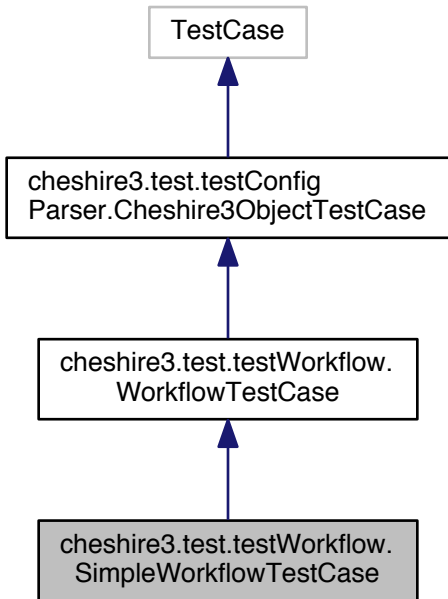 TestCase
cheshire3.test.testConfig
Parser.Cheshire3ObjectTestCase
cheshire3.test.testWorkflow.
WorkflowTestCase
cheshire3.test.testWorkflow.
SimpleWorkflowTestCase